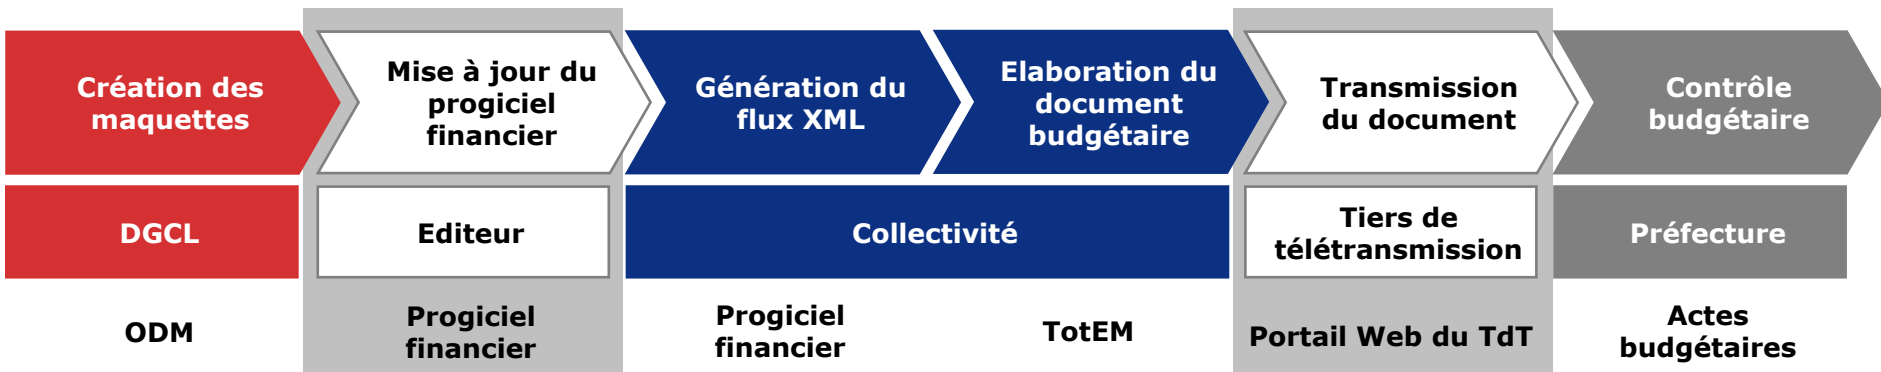 Création des
maquettes
Mise à jour du
progiciel
financier
Génération du
flux XML
Elaboration du
document
budgétaire
Transmission
du document
Contrôle
budgétaire
DGCL
Editeur
Collectivité
Tiers de
télétransmission
Préfecture
ODM
Progiciel
financier
Progiciel
financier
TotEM
Portail Web du TdT
Actes
budgétaires